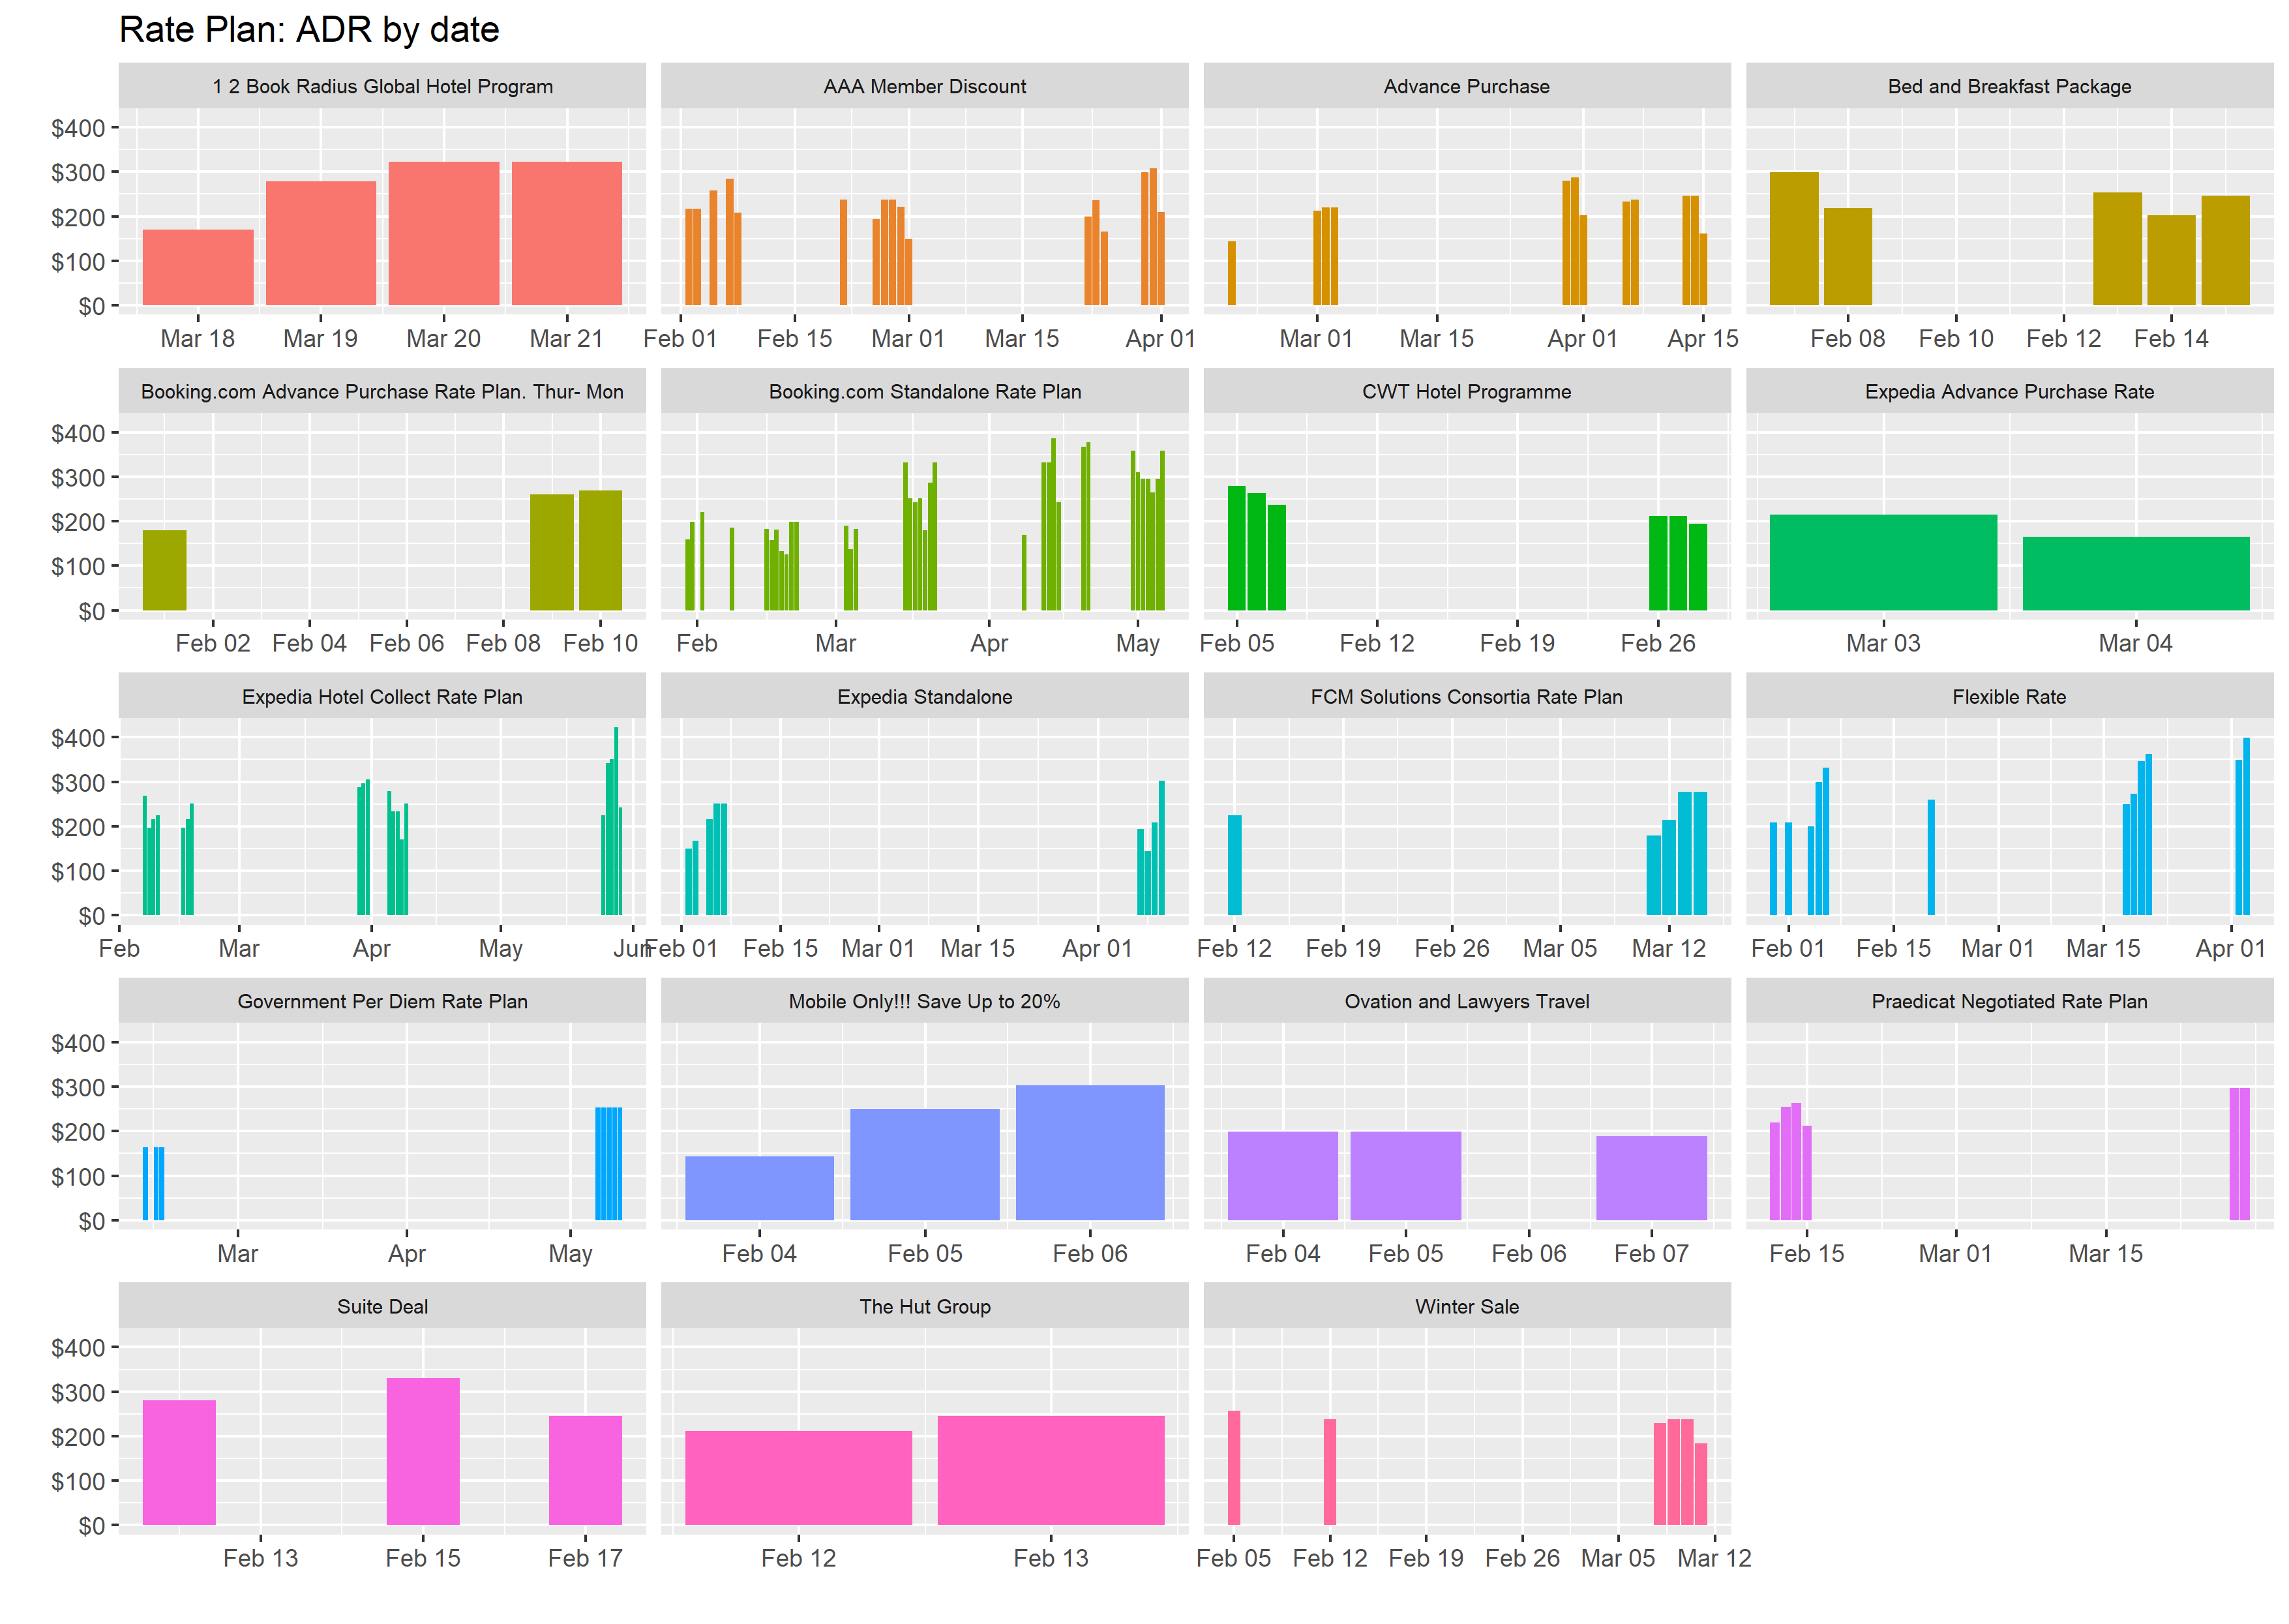 Rate Plan: ADR by date
1 2 Book Radius Global Hotel Program
AAA Member Discount
Advance Purchase
Bed and Breakfast Package
$400
$300
$200
$100
$0
Mar 18 Mar 19 Mar 20 Mar 21
Feb 01 Feb 15 Mar 01 Mar 15 Apr 01
Mar 01 Mar 15 Apr 01 Apr 15
Feb 08 Feb 10 Feb 12 Feb 14
Booking.com Advance Purchase Rate Plan. Thur- Mon
Booking.com Standalone Rate Plan
CWT Hotel Programme
Expedia Advance Purchase Rate
$400
$300
$200
$100
$0
Feb 02 Feb 04 Feb 06 Feb 08 Feb 10
Feb Mar Apr May
Feb 05 Feb 12 Feb 19 Feb 26
Mar 03 Mar 04
Expedia Hotel Collect Rate Plan
Expedia Standalone
FCM Solutions Consortia Rate Plan
Flexible Rate
$400
$300
$200
$100
$0
Feb Mar Apr May Jun
Feb 01 Feb 15 Mar 01 Mar 15 Apr 01
Feb 12 Feb 19 Feb 26 Mar 05 Mar 12
Feb 01 Feb 15 Mar 01 Mar 15 Apr 01
Government Per Diem Rate Plan
Mobile Only!!! Save Up to 20%
Ovation and Lawyers Travel
Praedicat Negotiated Rate Plan
$400
$300
$200
$100
$0
Mar Apr May
Feb 04 Feb 05 Feb 06
Feb 04 Feb 05 Feb 06 Feb 07
Feb 15 Mar 01 Mar 15
Suite Deal
The Hut Group
Winter Sale
$400
$300
$200
$100
$0
Feb 13 Feb 15 Feb 17
Feb 12 Feb 13
Feb 05 Feb 12 Feb 19 Feb 26 Mar 05 Mar 12